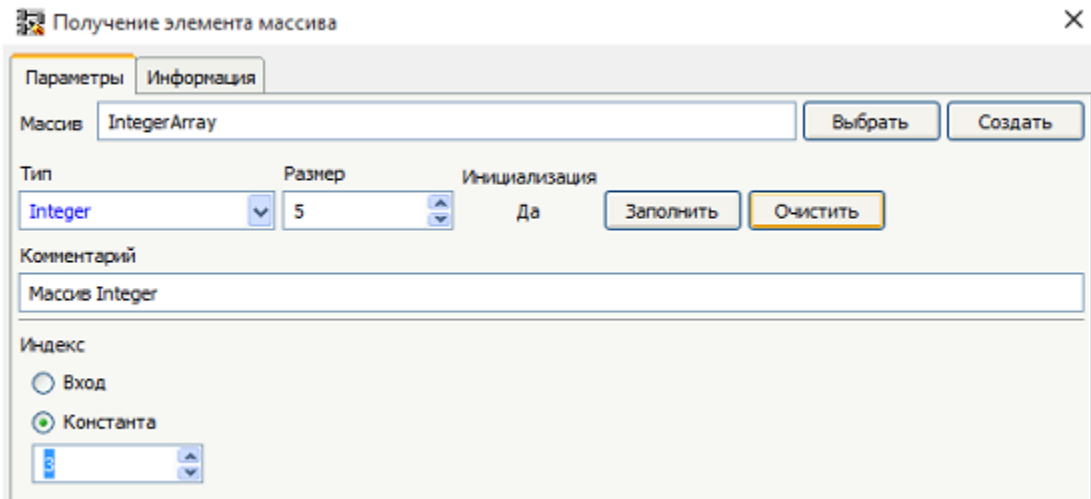 Получение элемента массива
Параметры Информация
Массив IntegerArray Выбрать Создать
Тип Размер Инициализация
Integer 5 Да Заполнить Очистить
Комментарий
Массив Integer
Индекс
Вход
Константа
3